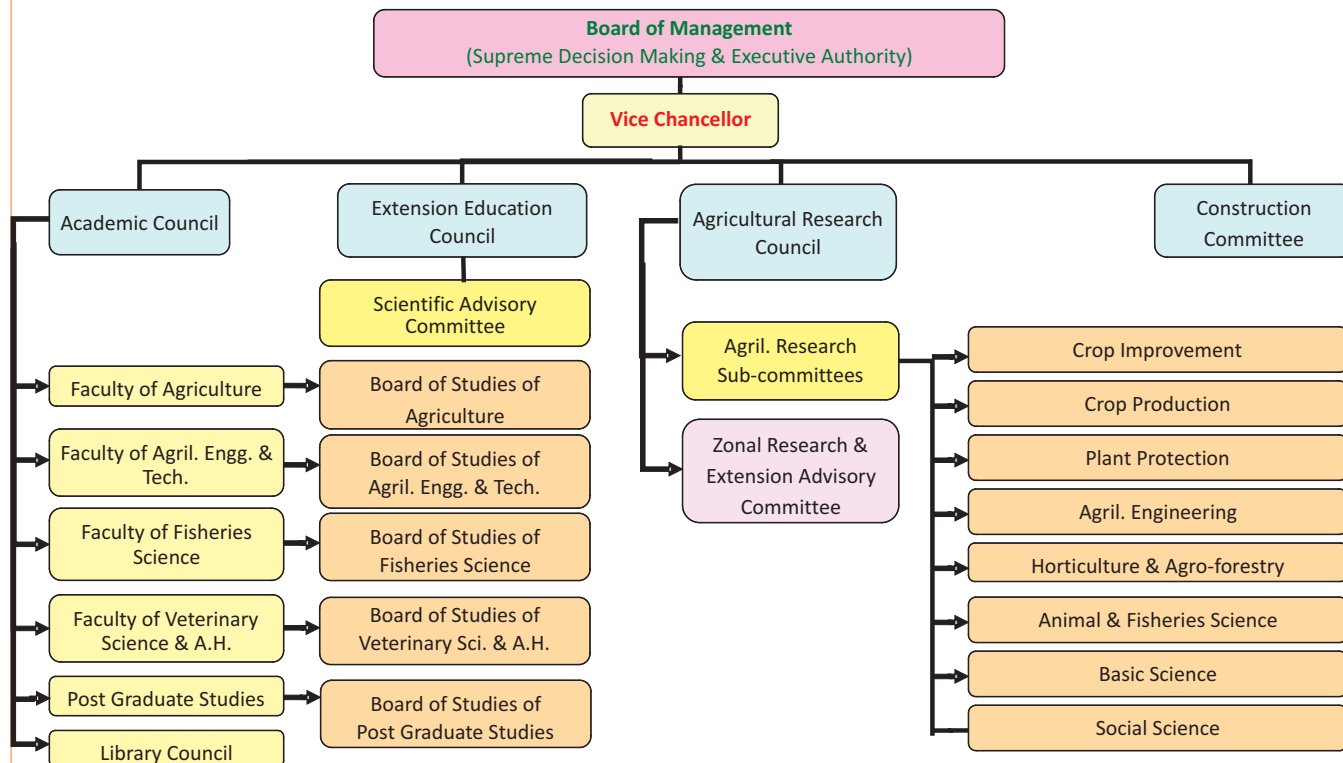 Board of Management
(Supreme Decision Making & Executive Authority)
Vice Chancellor
Academic Council
Extension Education
Council
Agricultural Research
Council
Construction
Committee
Scientific Advisory
Committee
Faculty of Agriculture
Board of Studies of
Agriculture
Faculty of Agril. Engg. &
Tech.
Board of Studies of
Agril. Engg. & Tech.
Faculty of Fisheries
Science
Board of Studies of
Fisheries Science
Faculty of Veterinary
Science & A.H.
Board of Studies of
Veterinary Sci. & A.H.
Post Graduate Studies
Board of Studies of
Post Graduate Studies
Library Council
Agril. Research
Sub-committees
Zonal Research &
Extension Advisory
Committee
Crop Improvement
Crop Production
Plant Protection
Agril. Engineering
Horticulture & Agro-forestry
Animal & Fisheries Science
Basic Science
Social Science